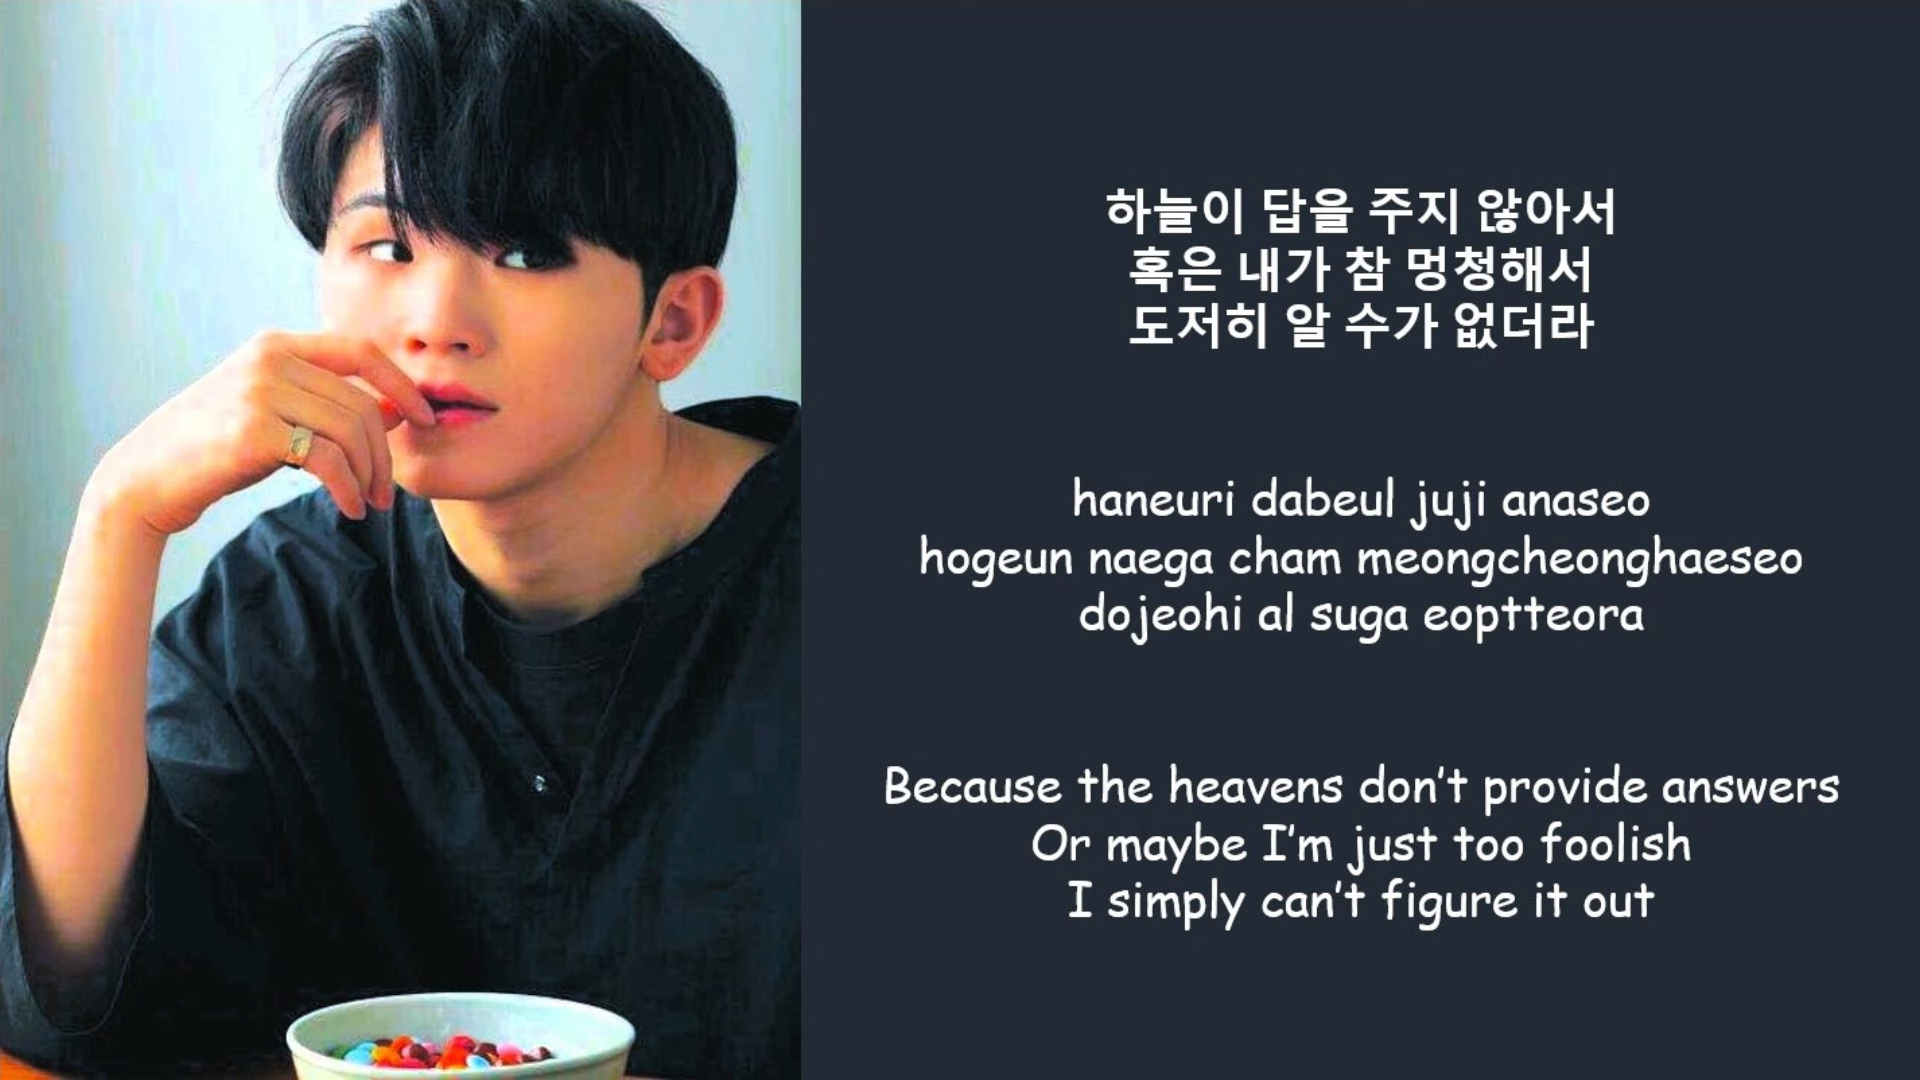 하늘이 답을 주지 않아서
혹은 내가 참 멍청해서
도저히 알 수가 없더라
haneuri dabeul juji anaseo
hogeun naega cham meongcheonghaeseo
dojeohi al suga eoptteora
Because the heavens don't provide answers
Or maybe I'm just too foolish
I simply can't figure it out